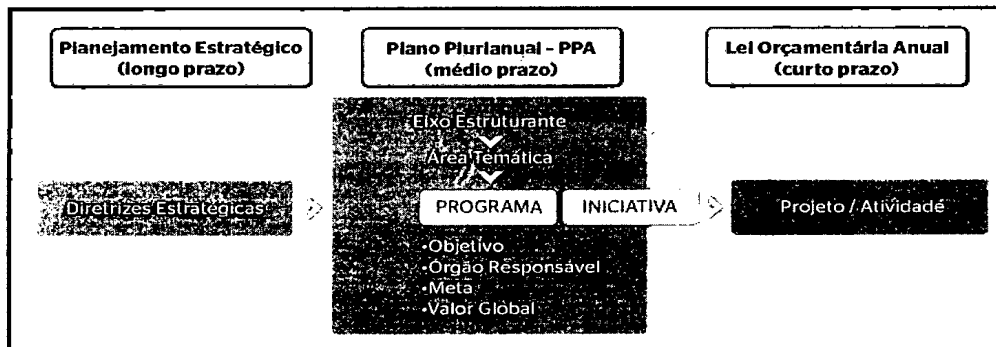 Planejamento Estratégico
(longo prazo)
Plano Plurianual - PPA
(médio prazo)
Lei Orçamentária Anual
(curto prazo)
Eixo Estruturante
Área Temática
Diretrizes Estratégicas
PROGRAMA
INICIATIVA
Projeto / Atividade
•Objetivo
•Órgão Responsável
•Meta
•Valor Global